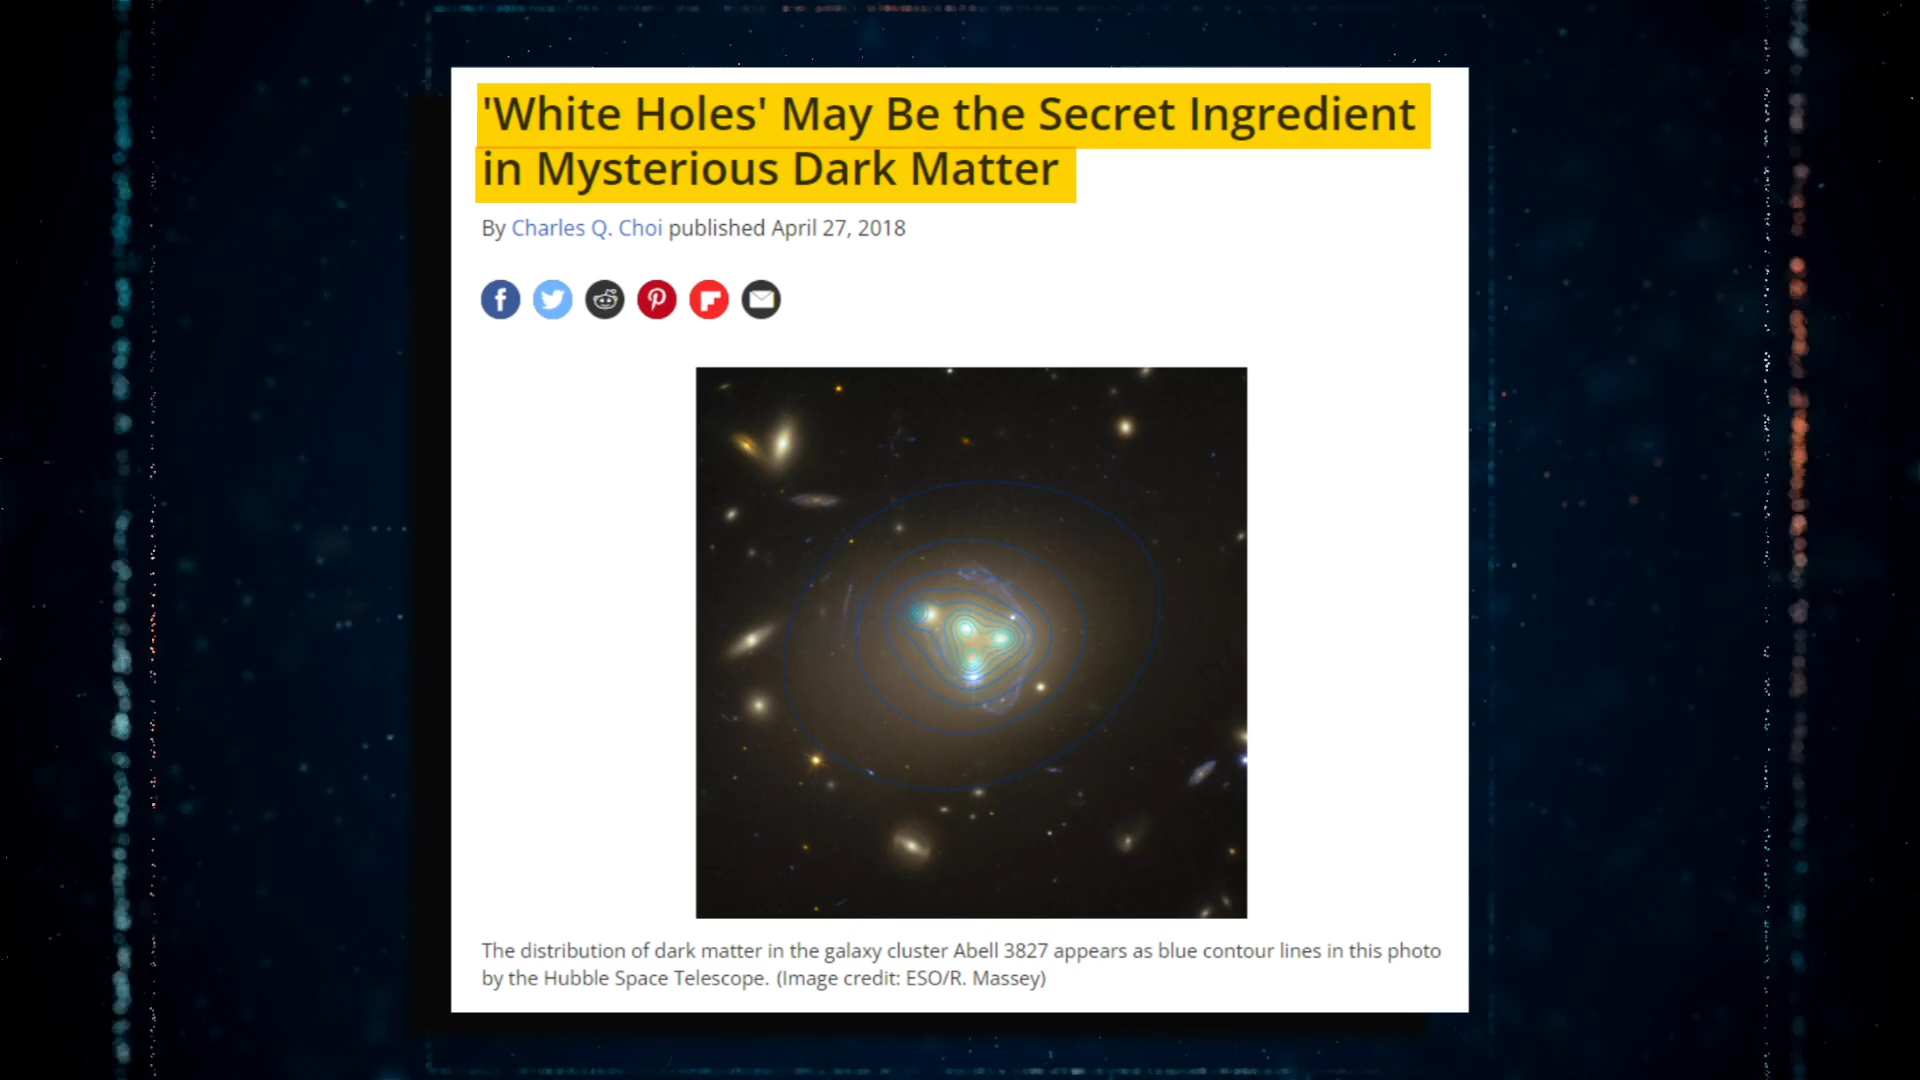 'White Holes' May Be the Secret Ingredient
in Mysterious Dark Matter
By Charles Q. Choi published April 27, 2018
The distribution of dark matter in the galaxy cluster Abell 3827 appears as blue contour lines in this photo
by the Hubble Space Telescope. (Image credit: ESO/R. Massey)